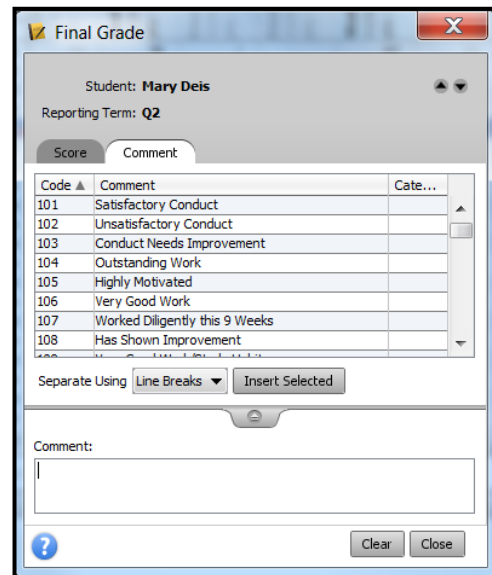 Final Grade
Student: Mary Deis
Reporting Term: Q2
Score Comment
Code Comment Cate...
101 Satisfactory Conduct
102 Unsatisfactory Conduct
103 Conduct Needs Improvement
104 Outstanding Work
105 Highly Motivated
106 Very Good Work
107 Worked Diligently this 9 Weeks
108 Has Shown Improvement
Separate Using Line Breaks Insert Selected
Comment:
Clear Close